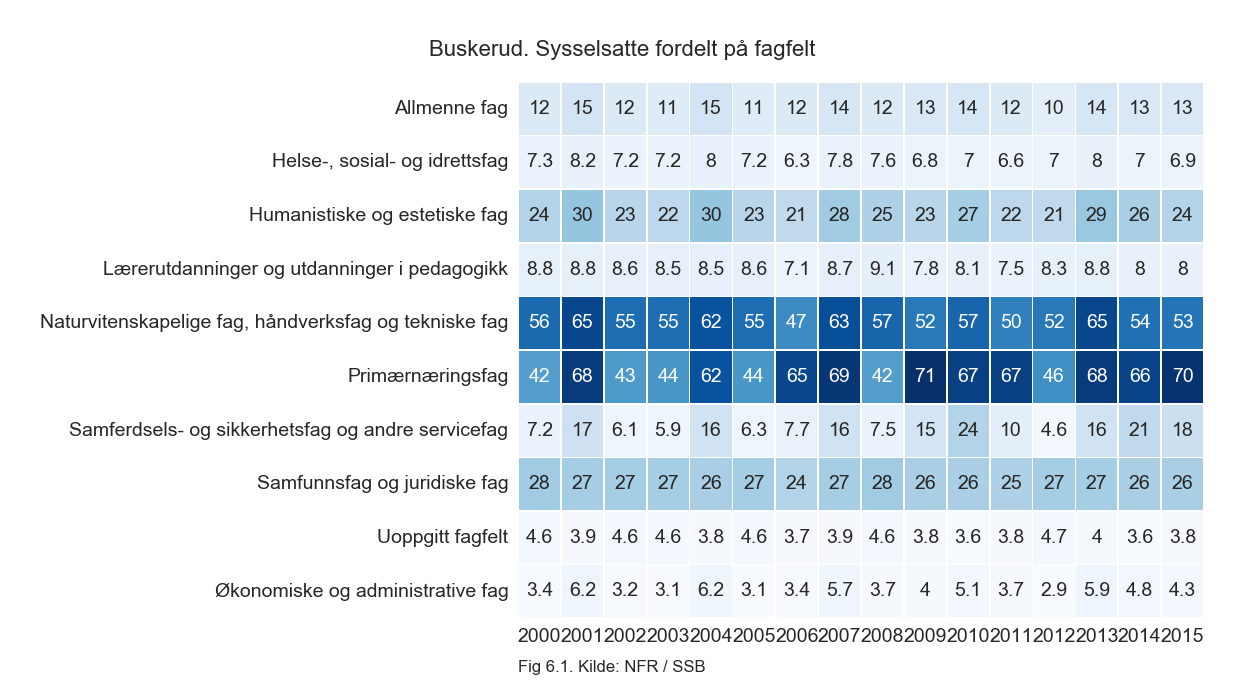 Buskerud. Sysselsatte fordelt på fagfelt
Allmenne fag 12 15 12 11 15 11 12 14 12 13 14 12 10 14 13 13
Helse-, sosial- og idrettsfag 7.3 8.2 7.2 7.2 8 7.2 6.3 7.8 7.6 6.8 7 6.6 7 8 7 6.9
Humanistiske og estetiske fag 24 30 23 22 30 23 21 28 25 23 27 22 21 29 26 24
Lærerutdanninger og utdanninger i pedagogikk 8.8 8.8 8.6 8.5 8.5 8.6 7.1 8.7 9.1 7.8 8.1 7.5 8.3 8.8 8 8
Naturvitenskapelige fag, håndverksfag og tekniske fag 56 65 55 55 62 55 47 63 57 52 57 50 52 65 54 53
Primærnæringsfag 42 68 43 44 62 44 65 69 42 71 67 67 46 68 66 70
Samferdsels- og sikkerhetsfag og andre servicefag 7.2 17 6.1 5.9 16 6.3 7.7 16 7.5 15 24 10 4.6 16 21 18
Samfunnsfag og juridiske fag 28 27 27 27 26 27 24 27 28 26 26 25 27 27 26 26
Uoppgitt fagfelt 4.6 3.9 4.6 4.6 3.8 4.6 3.7 3.9 4.6 3.8 3.6 3.8 4.7 4 3.6 3.8
Økonomiske og administrative fag 3.4 6.2 3.2 3.1 6.2 3.1 3.4 5.7 3.7 4 5.1 3.7 2.9 5.9 4.8 4.3
2000 2001 2002 2003 2004 2005 2006 2007 2008 2009 2010 2011 2012 2013 2014 2015
Fig 6.1. Kilde: NFR / SSB